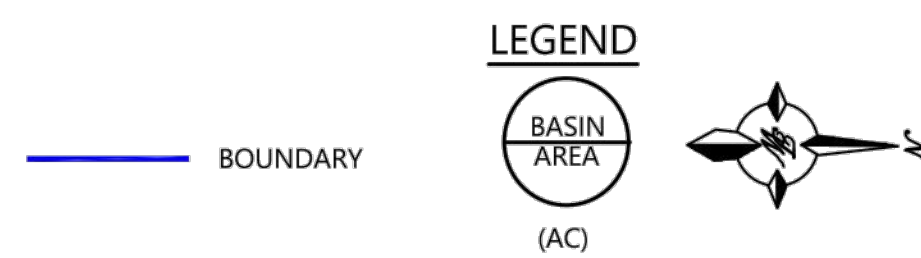 LEGEND
BOUNDARY
BASIN
AREA
(AC)
N